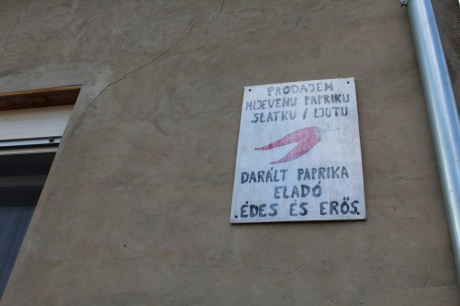 PRODAJEM
MLJEVENU PAPRIKU
SLATKU / LJUTU
DARÁLT PAPRIKA
ELADÓ
ÉDES ÉS ERŐS.